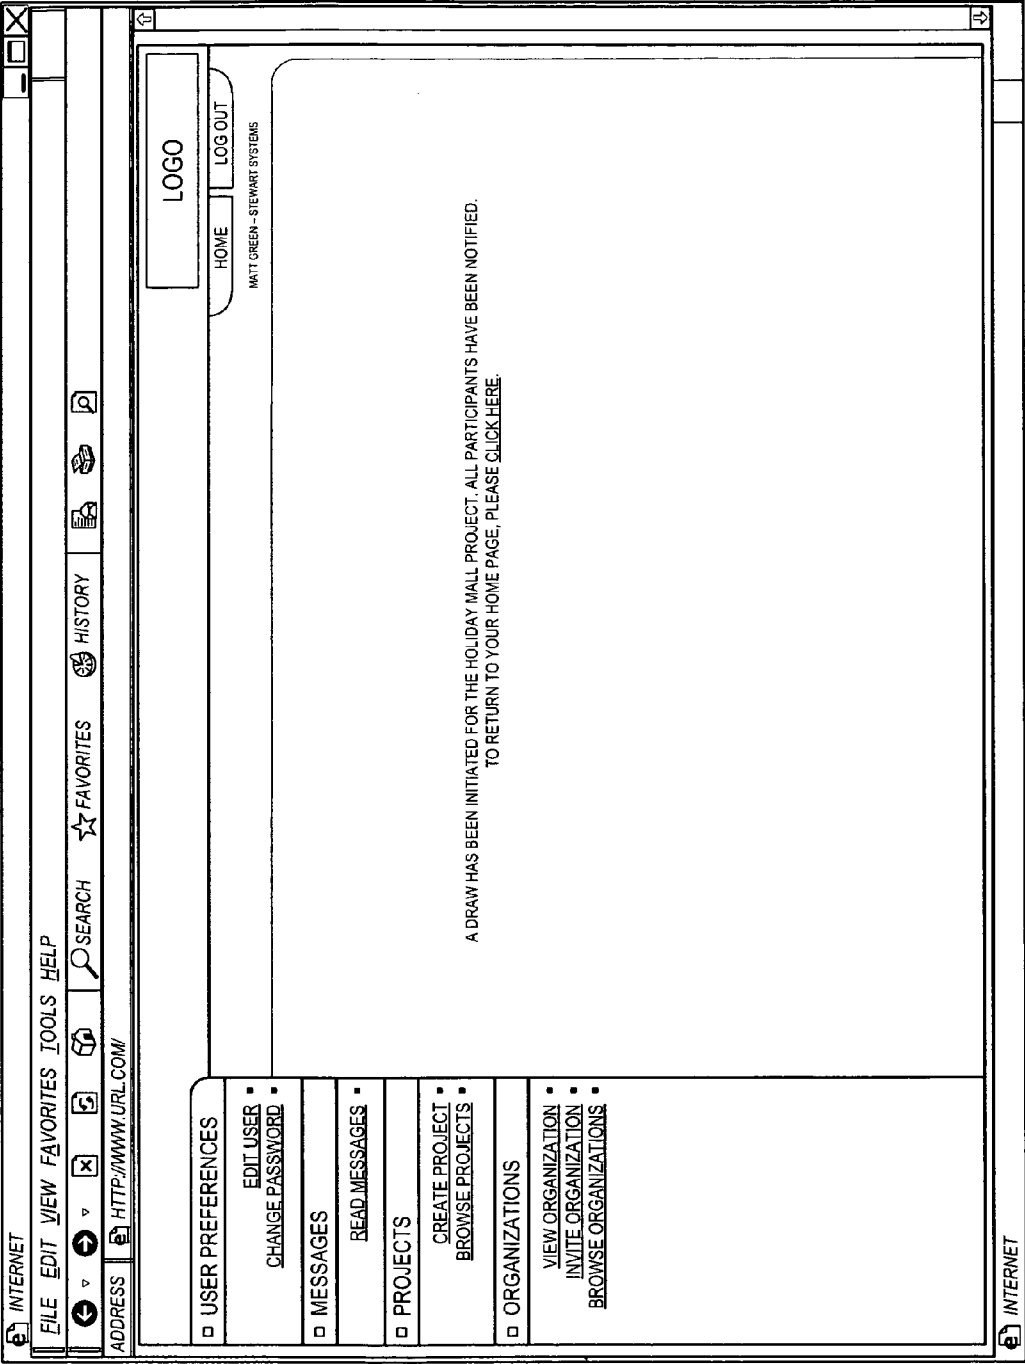 INTERNET
FILE EDIT VIEW FAVORITES TOOLS HELP
SEARCH FAVORITES HISTORY
ADDRESS HTTP://WWW.URL.COM/
LOGO
HOME LOG OUT
MATT GREEN – STEWART SYSTEMS
USER PREFERENCES
EDIT USER
CHANGE PASSWORD
MESSAGES
READ MESSAGES
PROJECTS
CREATE PROJECT
BROWSE PROJECTS
ORGANIZATIONS
VIEW ORGANIZATION
INVITE ORGANIZATION
BROWSE ORGANIZATIONS
A DRAW HAS BEEN INITIATED FOR THE HOLIDAY MALL PROJECT. ALL PARTICIPANTS HAVE BEEN NOTIFIED.
TO RETURN TO YOUR HOME PAGE, PLEASE CLICK HERE.
INTERNET